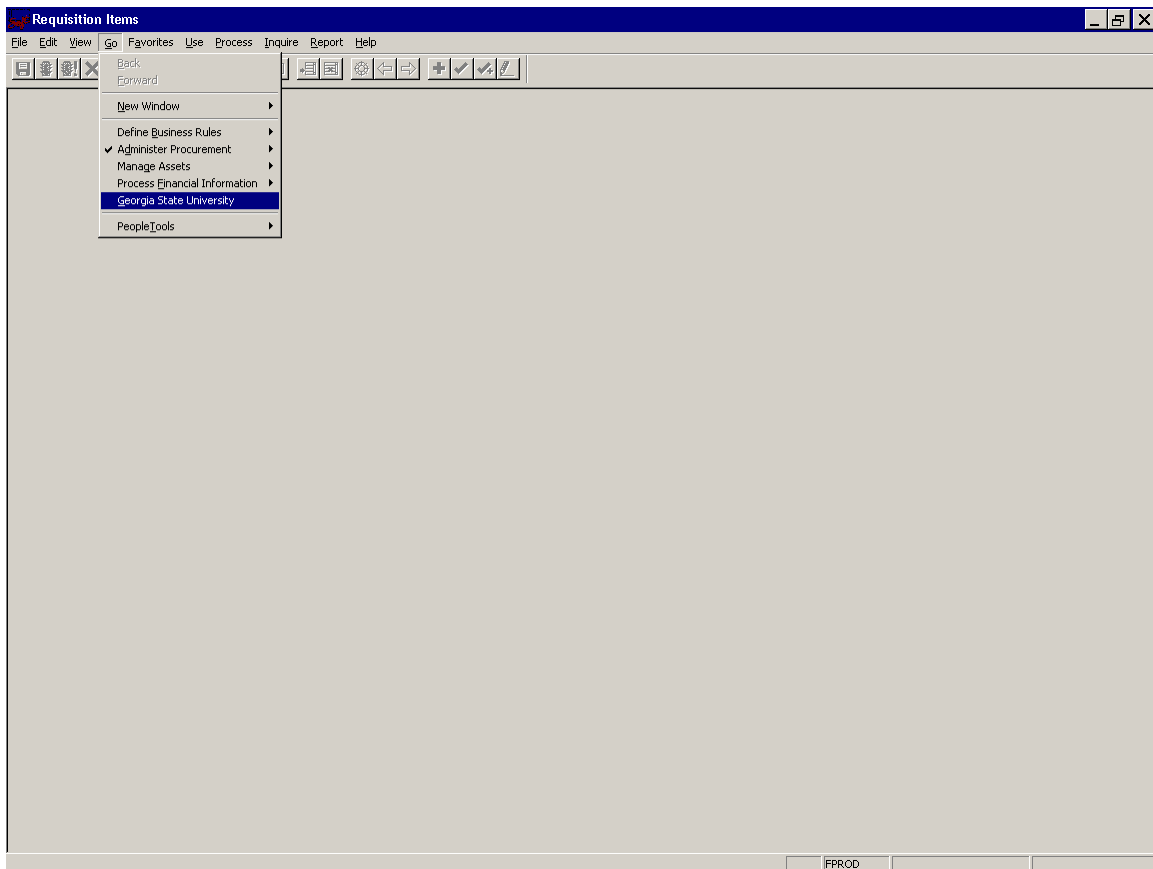 Requisition Items
File Edit View Go Favorites Use Process Inquire Report Help
Back
Forward
New Window
Define Business Rules
Administer Procurement
Manage Assets
Process Financial Information
Georgia State University
PeopleTools
FPROD